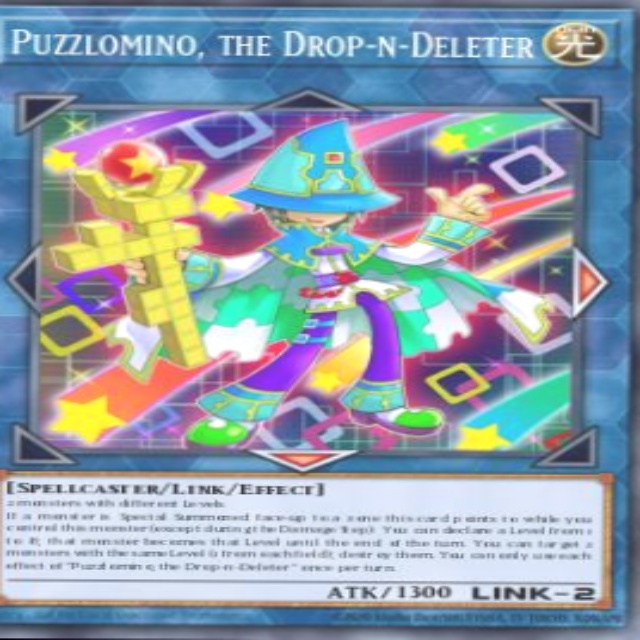 PUZZLOMINO, THE DROP-N-DELETER
光
[SPELLCASTER/LINK/EFFECT]
2 monsters with different Levels
If a monster is Special Summoned face-up to a zone this card points to while you
control this monster (except during the Damage Step): You can declare a Level from 1
to 8; that monster becomes that Level until the end of the turn. You can target 2
monsters with the same Level (1 from each field); destroy them. You can only use each
effect of "Puzzlomino, the Drop-n-Deleter" once per turn.
ATK/1300 LINK-2